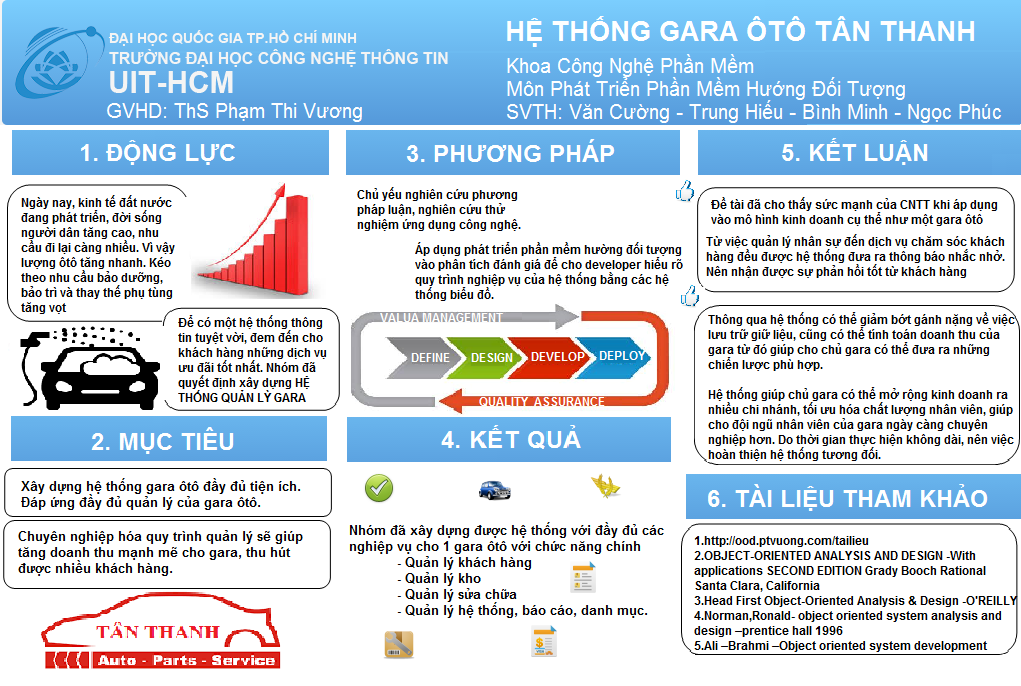 ĐẠI HỌC QUỐC GIA TP.HỒ CHÍ MINH
TRƯỜNG ĐẠI HỌC CÔNG NGHỆ THÔNG TIN
UIT-HCM
GVHD: ThS Phạm Thi Vương
HỆ THỐNG GARA ÔTÔ TÂN THANH
Khoa Công Nghệ Phần Mềm
Môn Phát Triển Phần Mềm Hướng Đối Tượng
SVTH: Văn Cường - Trung Hiếu - Bình Minh - Ngọc Phúc
1. ĐỘNG LỰC
Ngày nay, kinh tế đất nước
đang phát triển, đời sống
người dân tăng cao, nhu
cầu đi lại càng nhiều. Vì vậy
lượng ôtô tăng nhanh. Kéo
theo nhu cầu bảo dưỡng,
bảo trì và thay thế phụ tùng
tăng vọt
Để có một hệ thống thông
tin tuyệt vời, đem đến cho
khách hàng những dịch vụ
ưu đãi tốt nhất. Nhóm đã
quyết định xây dựng HỆ
THỐNG QUẢN LÝ GARA
2. MỤC TIÊU
Xây dựng hệ thống gara ôtô đầy đủ tiện ích.
Đáp ứng đầy đủ quản lý của gara ôtô.
Chuyên nghiệp hóa quy trình quản lý sẽ giúp
tăng doanh thu mạnh mẽ cho gara, thu hút
được nhiều khách hàng.
TÂN THANH
Auto - Parts - Service
3. PHƯƠNG PHÁP
Chủ yếu nghiên cứu phương
pháp luận, nghiên cứu thử
nghiệm ứng dụng công nghệ.
Áp dụng phát triển phần mềm hường đối tượng
vào phân tích đánh giá để cho developer hiểu rõ
quy trình nghiệp vụ của hệ thống bằng các hệ
thống biểu đồ.
VALUA MANAGEMENT
DEFINE
DESIGN
DEVELOP
DEPLOY
QUALITY ASSURANCE
4. KẾT QUẢ
Nhóm đã xây dựng được hệ thống với đầy đủ các
nghiệp vụ cho 1 gara ôtô với chức năng chính
- Quản lý khách hàng
- Quản lý kho
- Quản lý sửa chữa
- Quản lý hệ thống, báo cáo, danh mục.
5. KẾT LUẬN
Đề tài đã cho thấy sức mạnh của CNTT khi áp dụng
vào mô hình kinh doanh cụ thể như một gara ôtô
Từ việc quản lý nhân sự đến dịch vụ chăm sóc khách
hàng đều được hệ thống đưa ra thông báo nhắc nhở.
Nên nhận được sự phản hồi tốt từ khách hàng
Thông qua hệ thống có thể giảm bớt gánh nặng về việc
lưu trữ giữ liệu, cũng có thể tính toán doanh thu của
gara từ đó giúp cho chủ gara có thể đưa ra những
chiến lược phù hợp.
Hệ thống giúp chủ gara có thể mở rộng kinh doanh ra
nhiều chi nhánh, tối ưu hóa chất lượng nhân viên, giúp
cho đội ngũ nhân viên của gara ngày càng chuyên
nghiệp hơn. Do thời gian thực hiện không dài, nên việc
hoàn thiện hệ thống tương đối.
6. TÀI LIỆU THAM KHẢO
1.http://ood.ptvuong.com/tailieu
2.OBJECT-ORIENTED ANALYSIS AND DESIGN -With
applications SECOND EDITION Grady Booch Rational
Santa Clara, California
3.Head First Object-Oriented Analysis & Design -O'REILLY
4.Norman,Ronald- object oriented system analysis and
design –prentice hall 1996
5.Ali –Brahmi –Object oriented system development